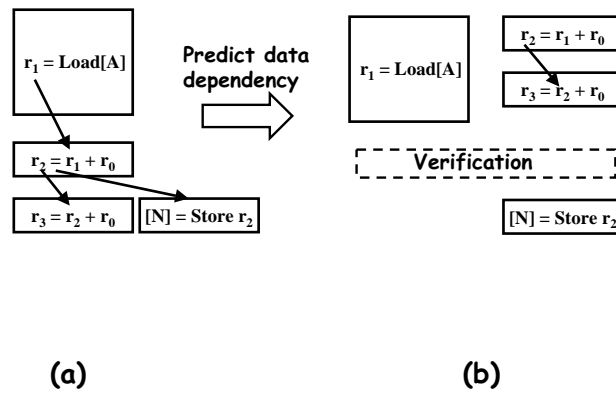 r₁ = Load[A]
r₂ = r₁ + r₀
r₃ = r₂ + r₀
[N] = Store r₂
Predict data
dependency
r₁ = Load[A]
r₂ = r₁ + r₀
r₃ = r₂ + r₀
Verification
[N] = Store r₂
(a)
(b)